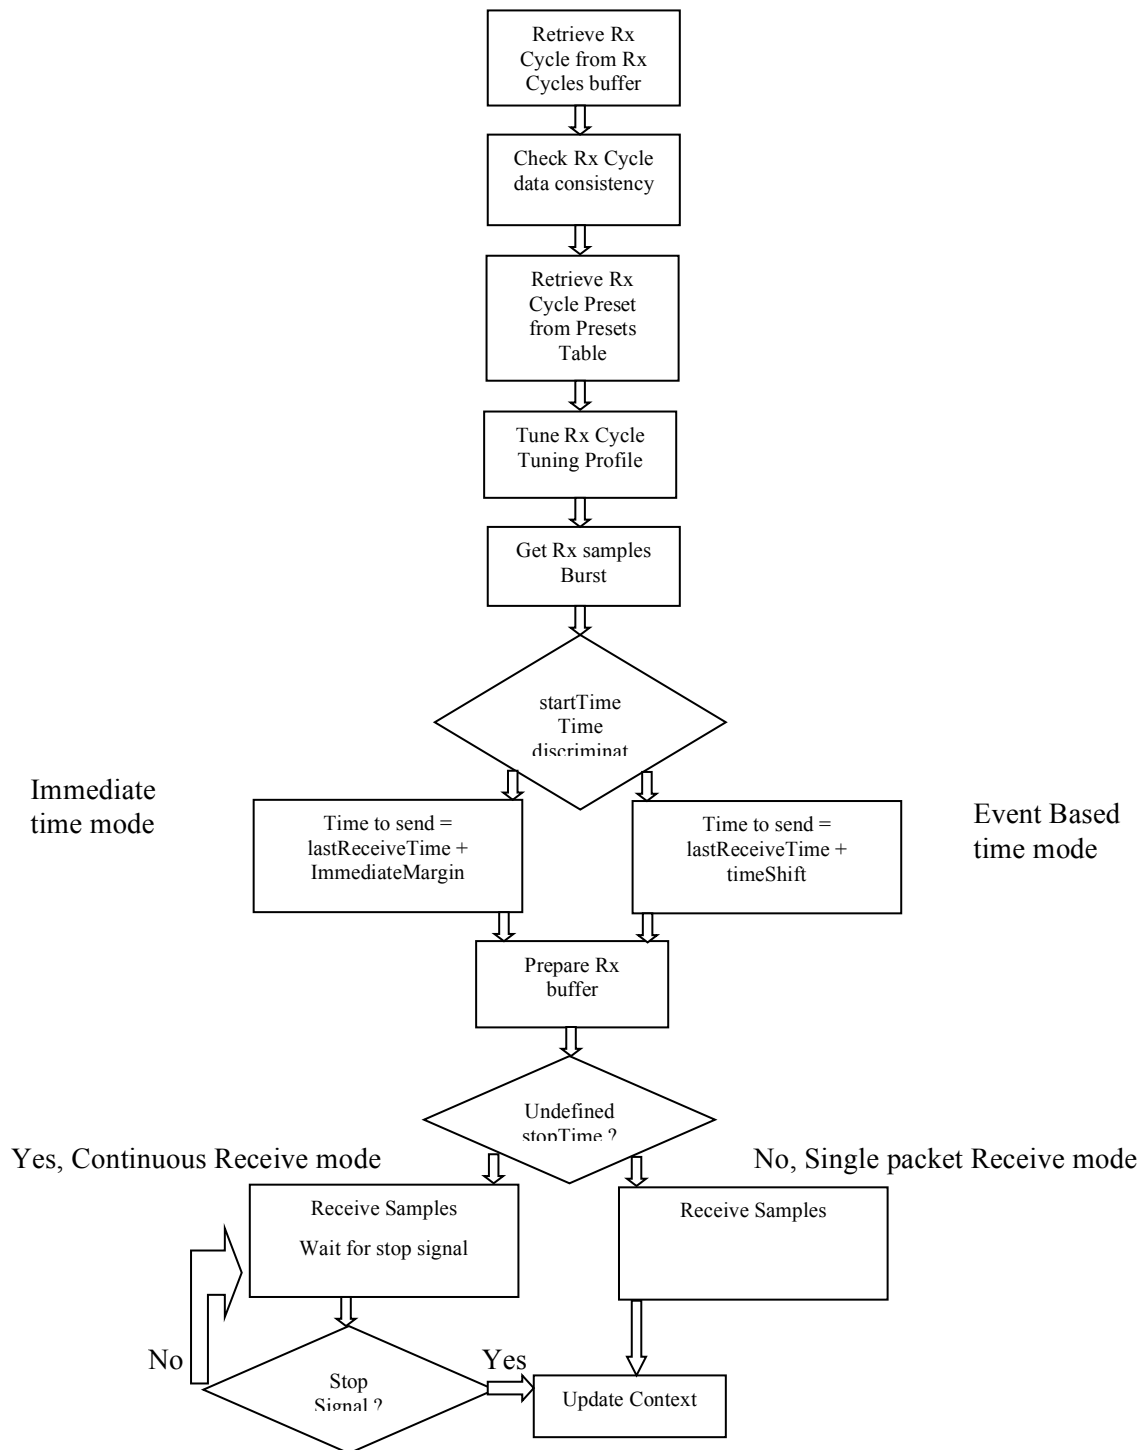 Retrieve Rx
Cycle from Rx
Cycles buffer
Check Rx Cycle
data consistency
Retrieve Rx
Cycle Preset
from Presets
Table
Tune Rx Cycle
Tuning Profile
Get Rx samples
Burst
startTime
Time
discriminat
Immediate
time mode
Time to send =
lastReceiveTime +
ImmediateMargin
Time to send =
lastReceiveTime +
timeShift
Event Based
time mode
Prepare Rx
buffer
Undefined
stopTime ?
Yes, Continuous Receive mode
No, Single packet Receive mode
Receive Samples
Wait for stop signal
Receive Samples
No
Stop
Signal ?
Yes
Update Context